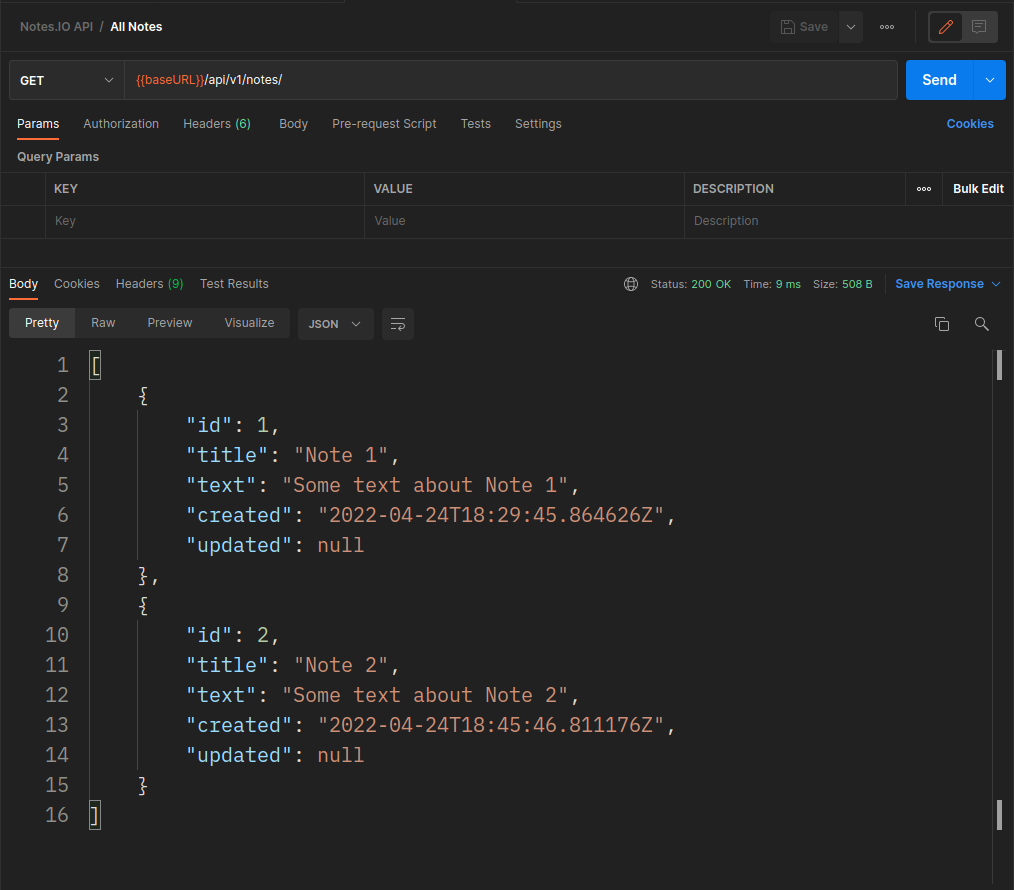 Notes.IO API / All Notes Save ooo
GET {{baseURL}}/api/v1/notes/ Send
Params Authorization Headers (6) Body Pre-request Script Tests Settings Cookies
Query Params
KEY VALUE DESCRIPTION ooo Bulk Edit
Key Value Description
Body Cookies Headers (9) Test Results Status: 200 OK Time: 9 ms Size: 508 B Save Response
Pretty Raw Preview Visualize JSON
1 [
2 {
3 "id": 1,
4 "title": "Note 1",
5 "text": "Some text about Note 1",
6 "created": "2022-04-24T18:29:45.864626Z",
7 "updated": null
8 },
9 {
10 "id": 2,
11 "title": "Note 2",
12 "text": "Some text about Note 2",
13 "created": "2022-04-24T18:45:46.811176Z",
14 "updated": null
15 }
16 ]